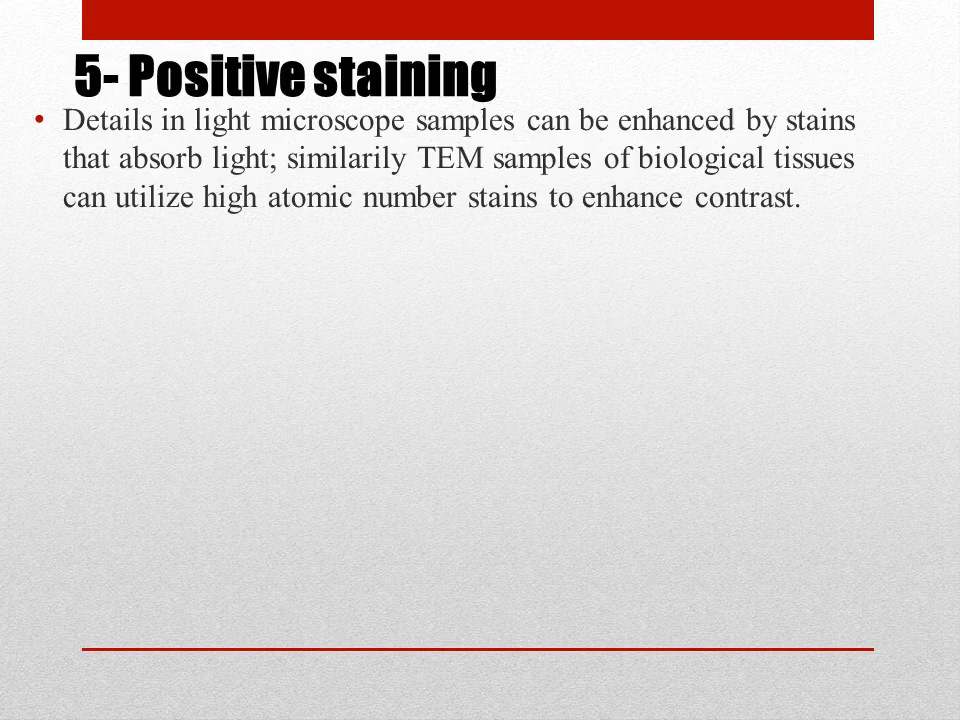 5- Positive staining
• Details in light microscope samples can be enhanced by stains
that absorb light; similarily TEM samples of biological tissues
can utilize high atomic number stains to enhance contrast.